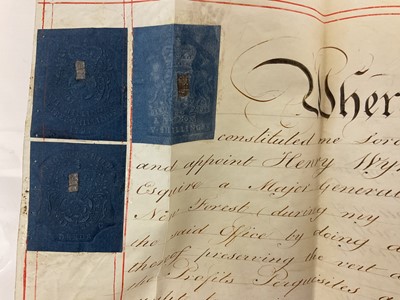 Wher
constituted me Lord
and appoint Henry Wyn
Esquire a Major General
New Forest during my
the said Office by doing a
thereof preserving the vert a
the Profits Perquisites a